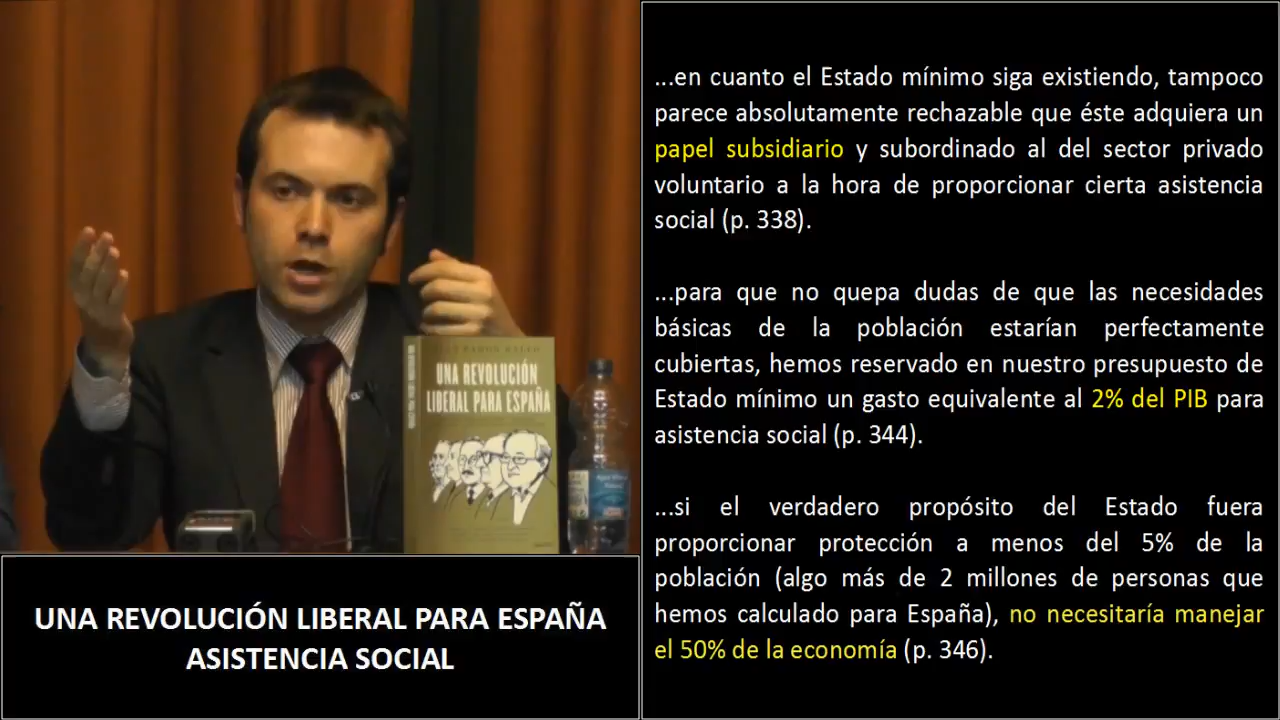 UNA REVOLUCIÓN
LIBERAL PARA ESPAÑA
UNA REVOLUCIÓN LIBERAL PARA ESPAÑA
ASISTENCIA SOCIAL
...en cuanto el Estado mínimo siga existiendo, tampoco
parece absolutamente rechazable que éste adquiera un
papel subsidiario y subordinado al del sector privado
voluntario a la hora de proporcionar cierta asistencia
social (p. 338).
...para que no quepa dudas de que las necesidades
básicas de la población estarían perfectamente
cubiertas, hemos reservado en nuestro presupuesto de
Estado mínimo un gasto equivalente al 2% del PIB para
asistencia social (p. 344).
...si el verdadero propósito del Estado fuera
proporcionar protección a menos del 5% de la
población (algo más de 2 millones de personas que
hemos calculado para España), no necesitaría manejar
el 50% de la economía (p. 346).